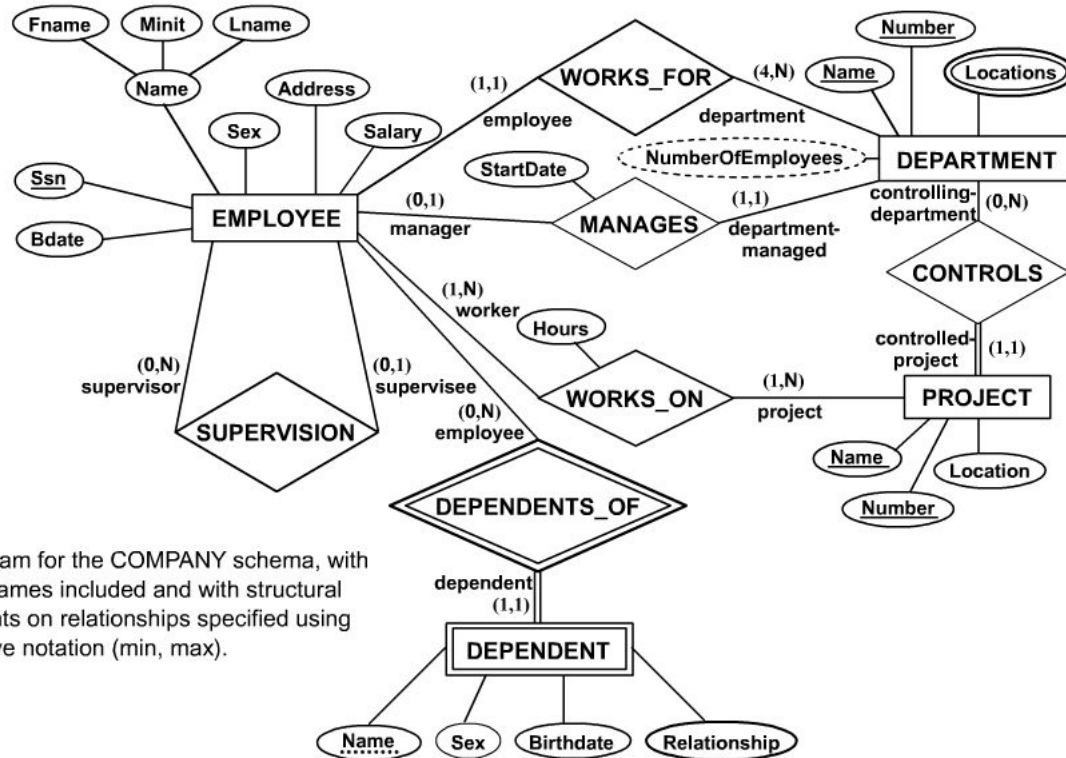 Fname
Minit
Lname
Name
Number
Address
Name
Locations
Sex
Salary
(1,1)
employee
WORKS_FOR
(4,N)
department
Ssn
StartDate
NumberOfEmployees
DEPARTMENT
Bdate
EMPLOYEE
(0,1)
manager
MANAGES
(1,1)
department-
managed
controlling-
department
(0,N)
CONTROLS
(1,N)
worker
Hours
controlled-
project
(1,1)
(0,N)
supervisor
(0,1)
supervisee
SUPERVISION
(0,N)
employee
WORKS_ON
(1,N)
project
PROJECT
Name
Location
Number
DEPENDENTS_OF
am for the COMPANY schema, with
ames included and with structural
nts on relationships specified using
ve notation (min, max).
dependent
(1,1)
DEPENDENT
Name
Sex
Birthdate
Relationship